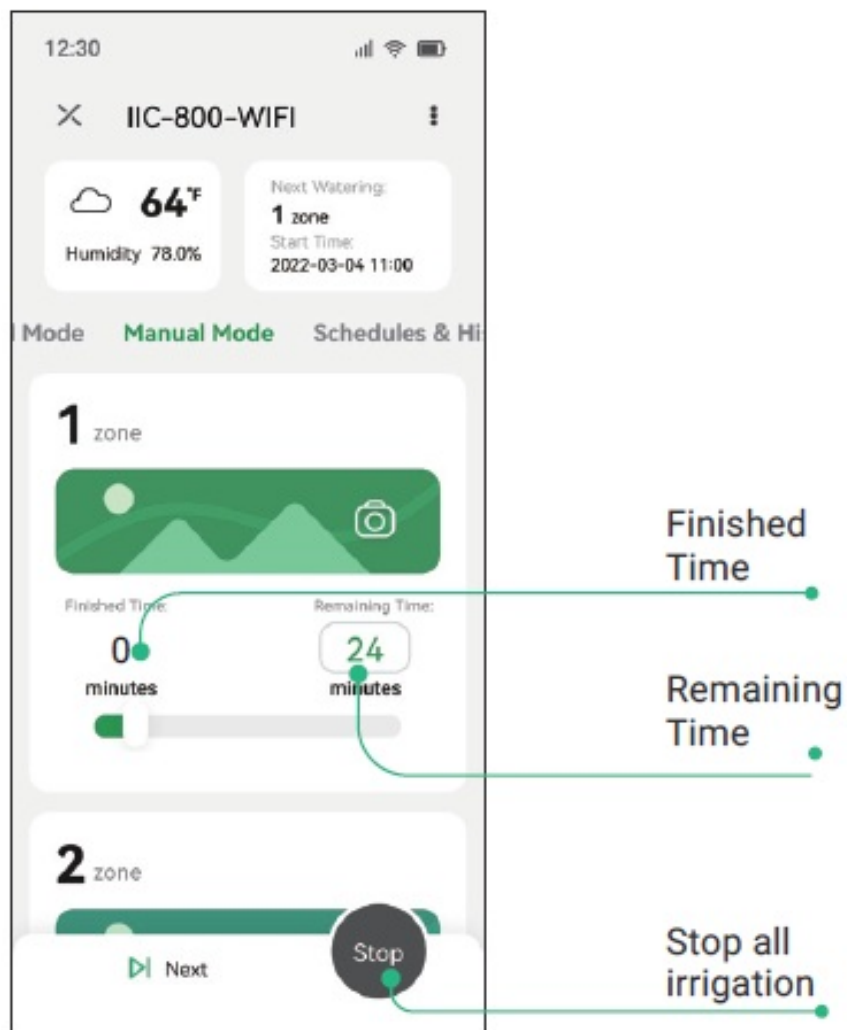 12:30
IIC-800-WIFI
64°F
Humidity 78.0%
Next Watering:
1 zone
Start Time:
2022-03-04 11:00
l Mode
Manual Mode
Schedules & Hi
1 zone
Finished Time:
0
minutes
Remaining Time:
24
minutes
2 zone
Next
Stop
Finished
Time
Remaining
Time
Stop all
irrigation